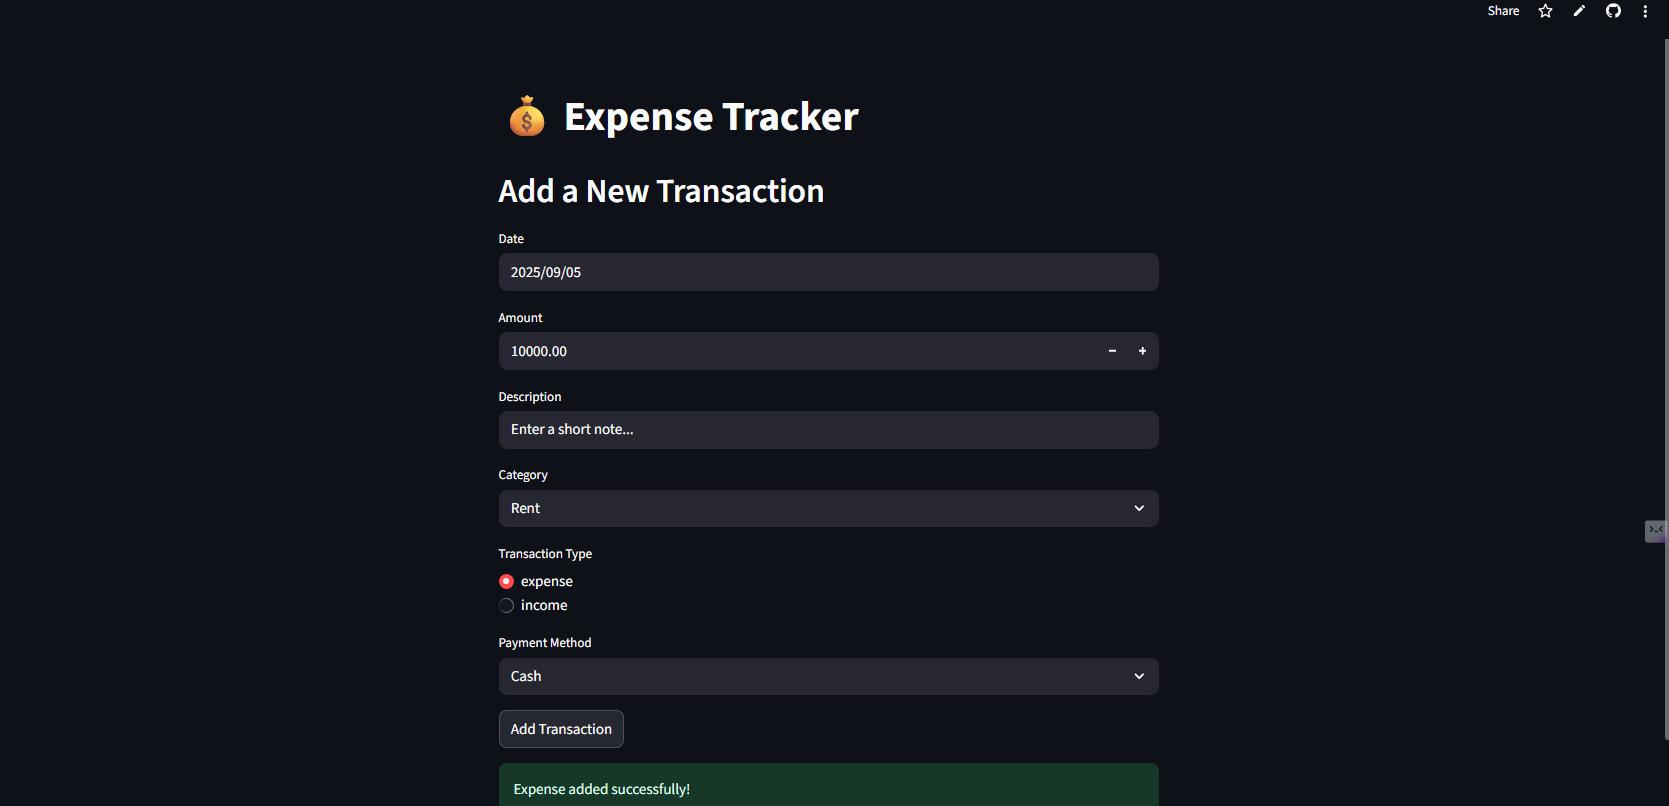 Share
Expense Tracker
Add a New Transaction
Date
2025/09/05
Amount
10000.00
Description
Enter a short note...
Category
Rent
Transaction Type
expense
income
Payment Method
Cash
Add Transaction
Expense added successfully!